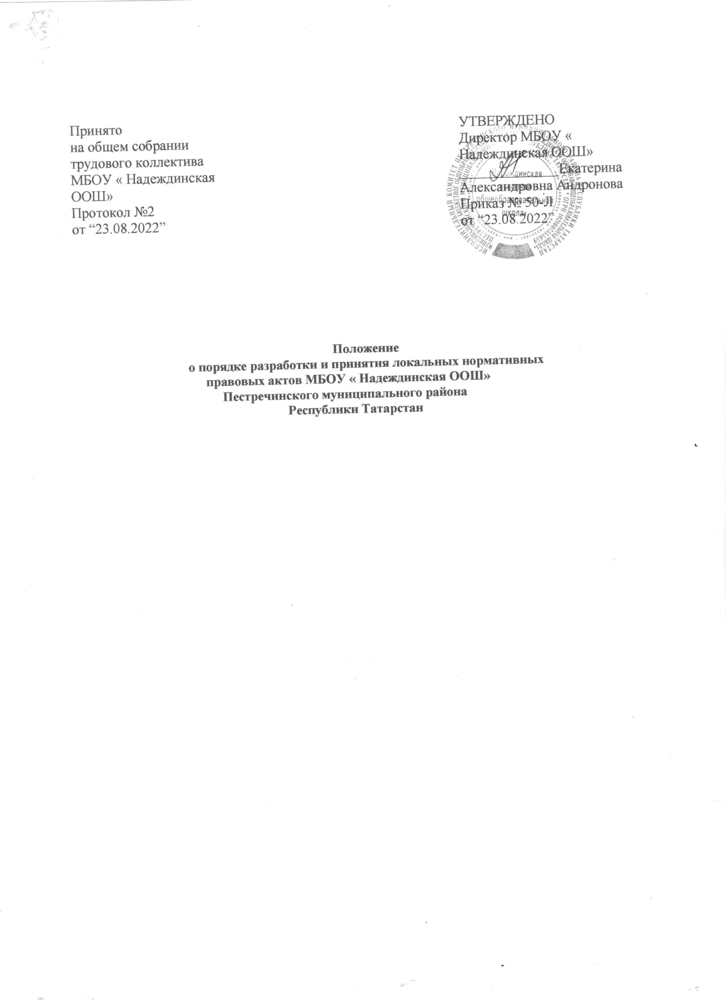 Принято
на общем собрании
трудового коллектива
МБОУ « Надеждинская
ООШ»
Протокол №2
от “23.08.2022”
УТВЕРЖДЕНО
Директор МБОУ «
Надеждинская ООШ»
Екатерина
Александровна Андронова
Приказ № 50-Л
от “23.08.2022”
общеобразовательная
школа»
Положение
о порядке разработки и принятия локальных нормативных
правовых актов МБОУ « Надеждинская ООШ»
Пестречинского муниципального района
Республики Татарстан